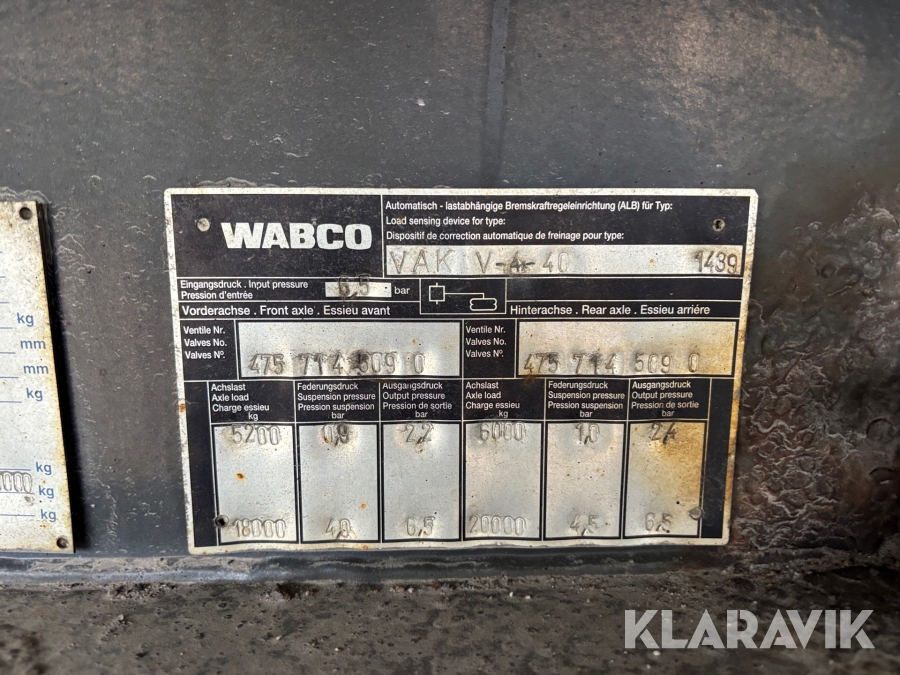 WABCO
Automatisch - lastabhängige Bremskraftregeleinrichtung (ALB) für Typ:
Load sensing device for type:
Dispositif de correction automatique de freinage pour type:
VAK V-4-40 1439
Eingangsdruck . Input pressure
Pression d'entrée
6,5 bar
Vorderachse . Front axle . Essieu avant
Hinterachse . Rear axle . Essieu arriére
Ventile Nr.
Valves No.
Valves Nº.
475 714 509 0
Ventile Nr.
Valves No.
Valves Nº.
475 714 509 0
Achslast
Axle load
Charge essieu
kg
Federungsdruck
Suspension pressure
Pression suspension
bar
Ausgangsdruck
Output pressure
Pression de sortie
bar
Achslast
Axle load
Charge essieu
kg
Federungsdruck
Suspension pressure
Pression suspension
bar
Ausgangsdruck
Output pressure
Pression de sortie
bar
5200 0,9 2,2 6000 1,0 2,4
18000 4,9 6,5 20000 4,5 6,5
kg
mm
mm
kg
kg
000 kg
kg
KLARAVIK